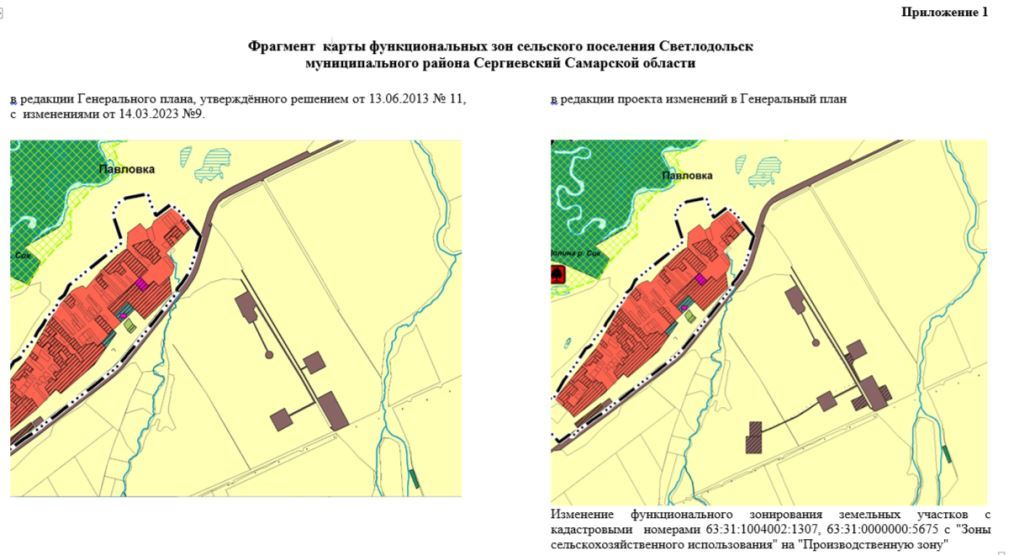 Приложение 1
Фрагмент карты функциональных зон сельского поселения Светлодольск
муниципального района Сергиевский Самарской области
в редакции Генерального плана, утверждённого решением от 13.06.2013 № 11,
с изменениями от 14.03.2023 №9.
в редакции проекта изменений в Генеральный план
Павловка
Сок
Павловка
олина р. Сок
Изменение функционального зонирования земельных участков с
кадастровыми номерами 63:31:1004002:1307, 63:31:0000000:5675 с "Зоны
сельскохозяйственного использования" на "Производственную зону"